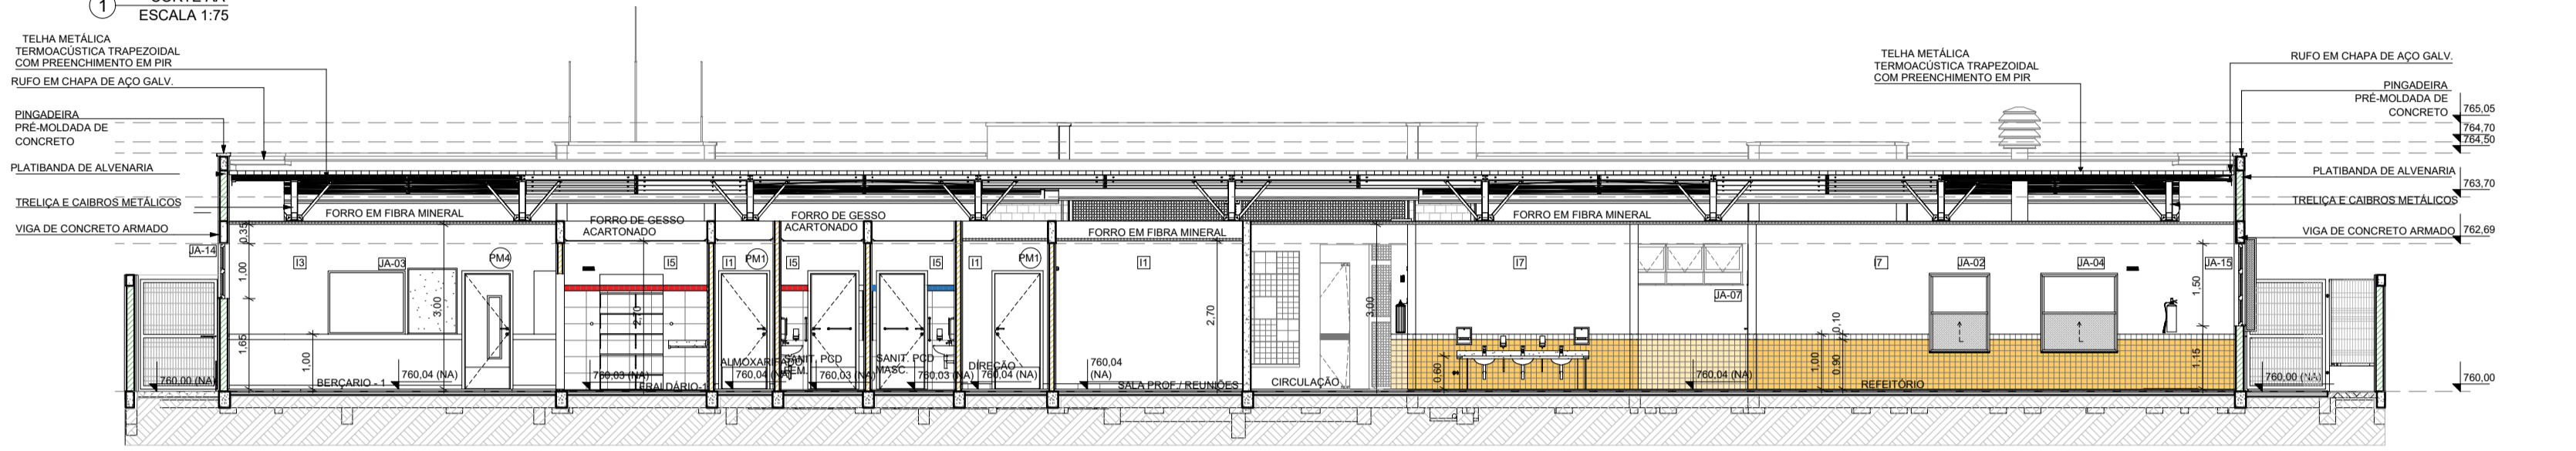 1
CORTE AA
ESCALA 1:75
TELHA METÁLICA
TERMOACÚSTICA TRAPEZOIDAL
COM PREENCHIMENTO EM PIR
RUFO EM CHAPA DE AÇO GALV.
PINGADEIRA
PRÉ-MOLDADA DE
CONCRETO
PLATIBANDA DE ALVENARIA
TRELIÇA E CAIBROS METÁLICOS
VIGA DE CONCRETO ARMADO
TELHA METÁLICA
TERMOACÚSTICA TRAPEZOIDAL
COM PREENCHIMENTO EM PIR
RUFO EM CHAPA DE AÇO GALV.
PINGADEIRA
PRÉ-MOLDADA DE
CONCRETO
765,05
764,70
764,50
PLATIBANDA DE ALVENARIA
763,70
TRELIÇA E CAIBROS METÁLICOS
VIGA DE CONCRETO ARMADO
762,69
FORRO EM FIBRA MINERAL
FORRO DE GESSO
ACARTONADO
FORRO DE GESSO
ACARTONADO
FORRO EM FIBRA MINERAL
FORRO EM FIBRA MINERAL
JA-14
0,35
1,00
1,65
I3
JA-03
3,00
1,00
PM4
I5
2,70
I1
PM1
I5
I5
I1
PM1
I1
2,70
3,00
I7
JA-07
I7
JA-02
JA-04
JA-15
1,50
1,15
0,60
0,10
1,00
0,90
760,00 (NA)
BERÇARIO - 1
760,04 (NA)
760,03 (NA)
FRALDÁRIO-1
ALMOXARIFADO
760,04 (NA)
SANIT. PCD
FEM.
760,03 (NA)
SANIT. PCD
MASC.
760,03 (NA)
DIREÇÃO
760,04 (NA)
760,04
(NA)
SALA PROF./ REUNIÕES
CIRCULAÇÃO
760,04 (NA)
REFEITÓRIO
760,00 (NA)
760,00